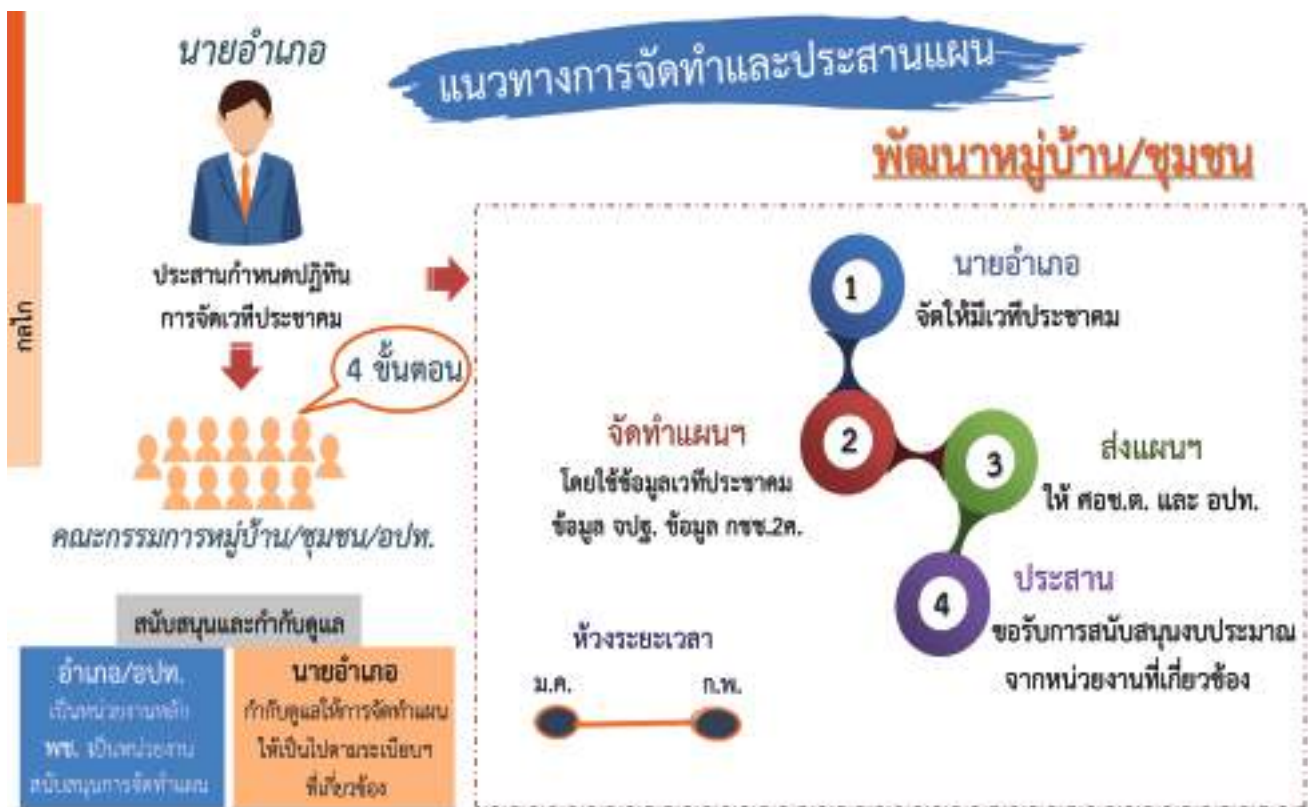 แนวทางการจัดทำและประสานแผน
พัฒนาหมู่บ้าน/ชุมชน
กลไก
นายอำเภอ
ประสานกำหนดปฏิทิน
การจัดเวทีประชาคม
4 ขั้นตอน
คณะกรรมการหมู่บ้าน/ชุมชน/อปท.
สนับสนุนและกำกับดูแล
อำเภอ/อปท.
เป็นหน่วยงานหลัก
พช. เป็นหน่วยงาน
สนับสนุนการจัดทำแผน
นายอำเภอ
กำกับดูแลให้การจัดทำแผน
ให้เป็นไปตามระเบียบฯ
ที่เกี่ยวข้อง
1
นายอำเภอ
จัดให้มีเวทีประชาคม
2
จัดทำแผนฯ
โดยใช้ข้อมูลเวทีประชาคม
ข้อมูล จปฐ. ข้อมูล กชช.2ค.
3
ส่งแผนฯ
ให้ ศอช.ต. และ อปท.
4
ประสาน
ขอรับการสนับสนุนงบประมาณ
จากหน่วยงานที่เกี่ยวข้อง
ห้วงระยะเวลา
ม.ค.
ก.พ.